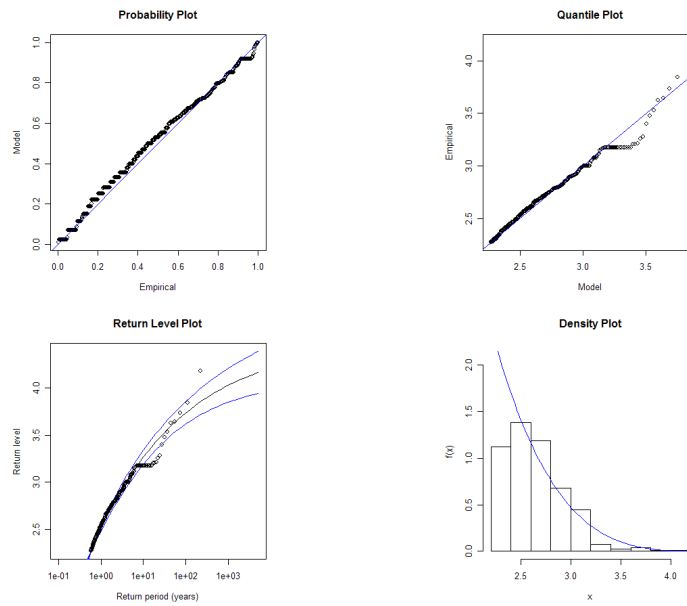 Probability Plot
1.0
0.8
0.6
0.4
0.2
0.0
Model
0.0 0.2 0.4 0.6 0.8 1.0
Empirical
Quantile Plot
4.0
3.5
3.0
2.5
Empirical
2.5 3.0 3.5
Model
Return Level Plot
4.0
3.5
3.0
2.5
Return level
1e-01 1e+00 1e+01 1e+02 1e+03
Return period (years)
Density Plot
2.0
1.5
1.0
0.5
0.0
f(x)
2.5 3.0 3.5 4.0
x